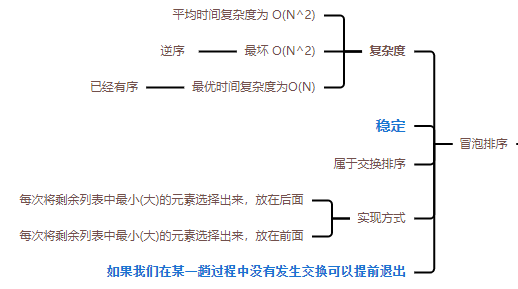 平均时间复杂度为 O(N^2)
逆序
最坏 O(N^2)
复杂度
已经有序
最优时间复杂度为O(N)
稳定
冒泡排序
属于交换排序
每次将剩余列表中最小(大)的元素选择出来，放在后面
实现方式
每次将剩余列表中最小(大)的元素选择出来，放在前面
如果我们在某一趟过程中没有发生交换可以提前退出